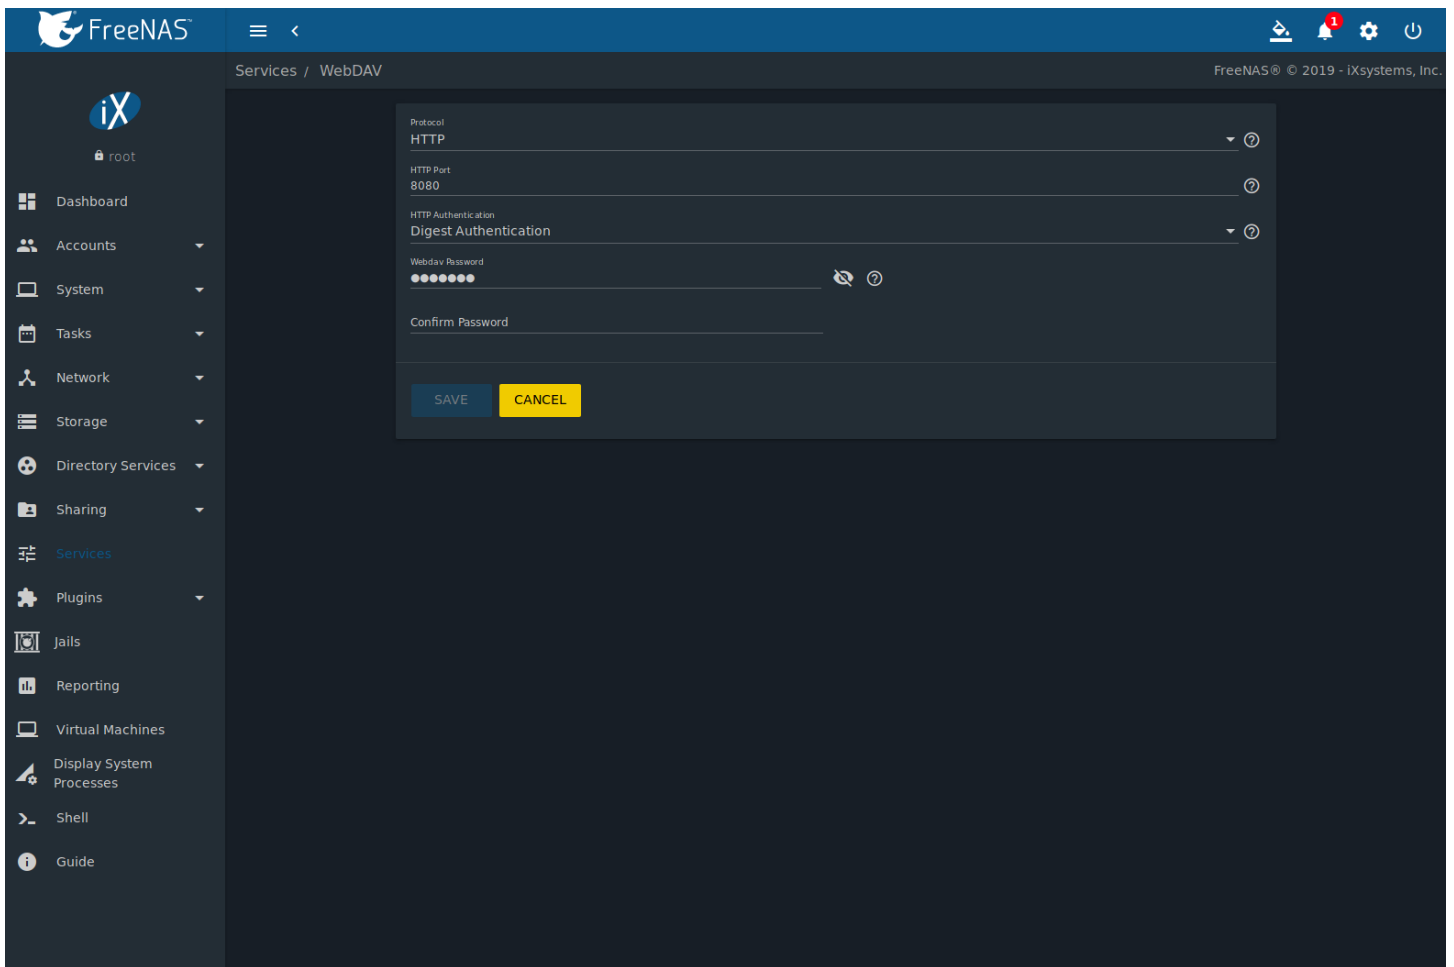 FreeNAS™
1
Services / WebDAV
FreeNAS® © 2019 - iXsystems, Inc.
iX
root
Dashboard
Accounts
System
Tasks
Network
Storage
Directory Services
Sharing
Services
Plugins
Jails
Reporting
Virtual Machines
Display System
Processes
Shell
Guide
Protocol
HTTP
HTTP Port
8080
HTTP Authentication
Digest Authentication
Webdav Password
●●●●●●●
Confirm Password
SAVE CANCEL